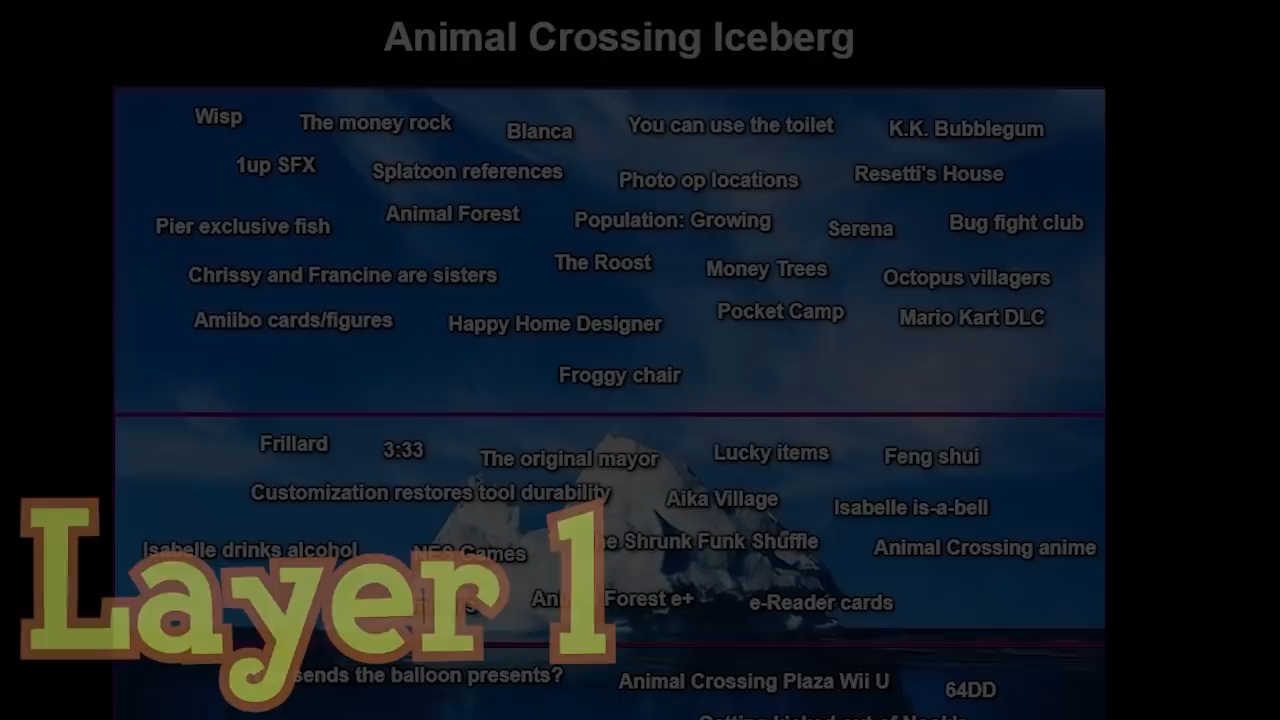 Animal Crossing Iceberg
Wisp
The money rock
Blanca
You can use the toilet
K.K. Bubblegum
1up SFX
Splatoon references
Photo op locations
Resetti's House
Pier exclusive fish
Animal Forest
Population: Growing
Serena
Bug fight club
Chrissy and Francine are sisters
The Roost
Money Trees
Octopus villagers
Amiibo cards/figures
Happy Home Designer
Pocket Camp
Mario Kart DLC
Froggy chair
Frillard
3:33
The original mayor
Lucky items
Feng shui
Customization restores tool durability
Aika Village
Isabelle is-a-bell
Isabelle drinks alcohol
NES Games
Shrunk Funk Shuffle
Animal Crossing anime
Forest e+
e-Reader cards
Layer 1
sends the balloon presents?
Animal Crossing Plaza Wii U
64DD